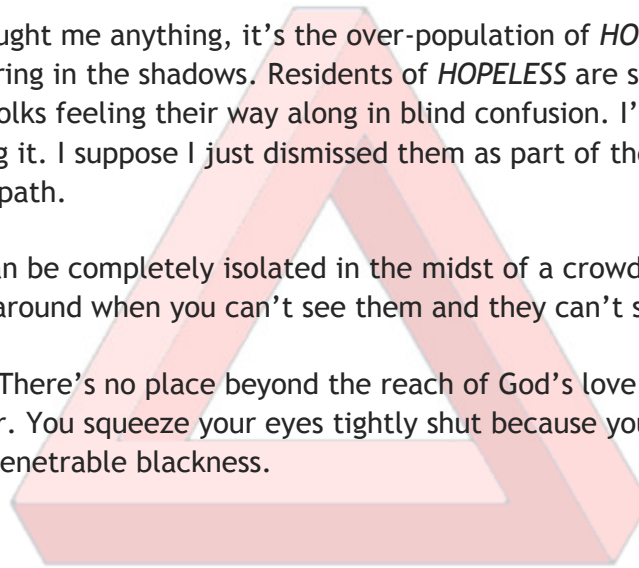 ught me anything, it's the over-population of HO
ring in the shadows. Residents of HOPELESS are s
olks feeling their way along in blind confusion. I'
g it. I suppose I just dismissed them as part of the
path.
n be completely isolated in the midst of a crowd
around when you can't see them and they can't s
There's no place beyond the reach of God's love
r. You squeeze your eyes tightly shut because you
enetrable blackness.